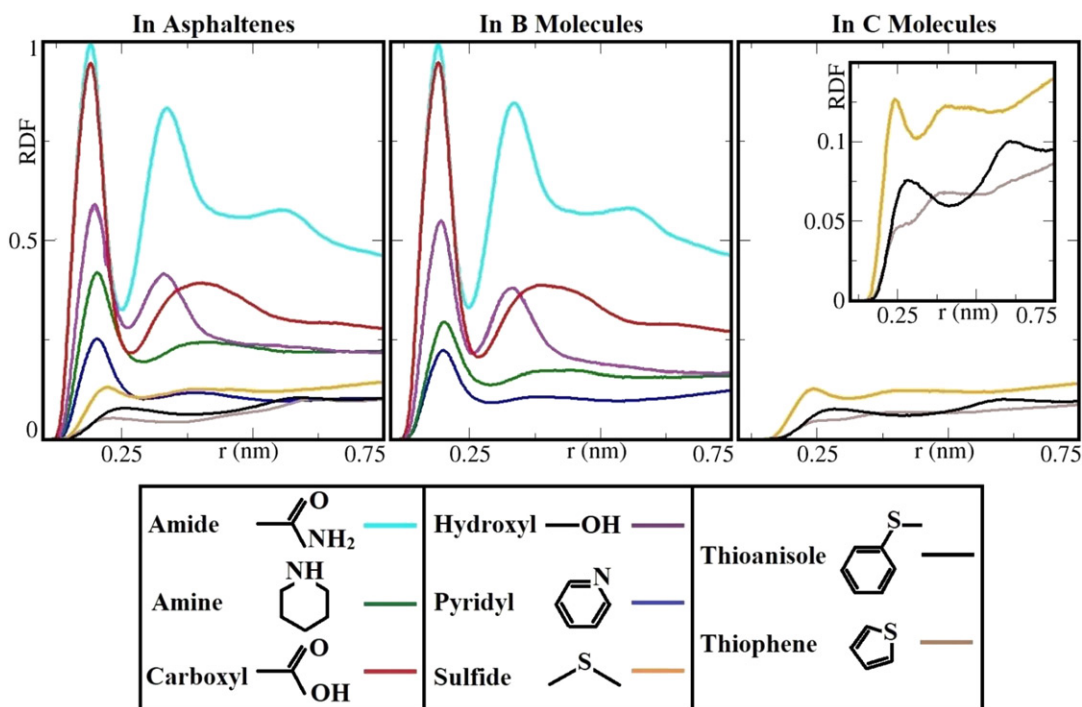 In Asphaltenes
In B Molecules
In C Molecules
1
RDF
0.5
0
0.25
r (nm)
0.75
0.25
r (nm)
0.75
RDF
0.1
0.05
0
0.25
r (nm)
0.75
0.25
r (nm)
0.75
Amide
O
NH2
Hydroxyl
OH
Thioanisole
S
Amine
NH
Pyridyl
N
Thiophene
S
Carboxyl
O
OH
Sulfide
S